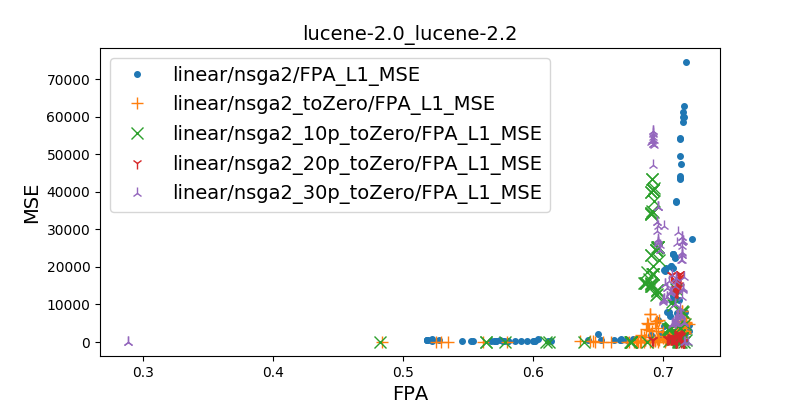 lucene-2.0_lucene-2.2
linear/nsga2/FPA_L1_MSE
linear/nsga2_toZero/FPA_L1_MSE
linear/nsga2_10p_toZero/FPA_L1_MSE
linear/nsga2_20p_toZero/FPA_L1_MSE
linear/nsga2_30p_toZero/FPA_L1_MSE
MSE
70000
60000
50000
40000
30000
20000
10000
0
0.3 0.4 0.5 0.6 0.7
FPA